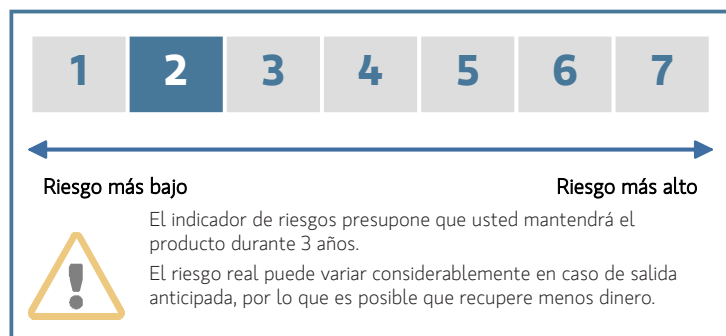 1 2 3 4 5 6 7
Riesgo más bajo Riesgo más alto
El indicador de riesgos presupone que usted mantendrá el
producto durante 3 años.
El riesgo real puede variar considerablemente en caso de salida
anticipada, por lo que es posible que recupere menos dinero.